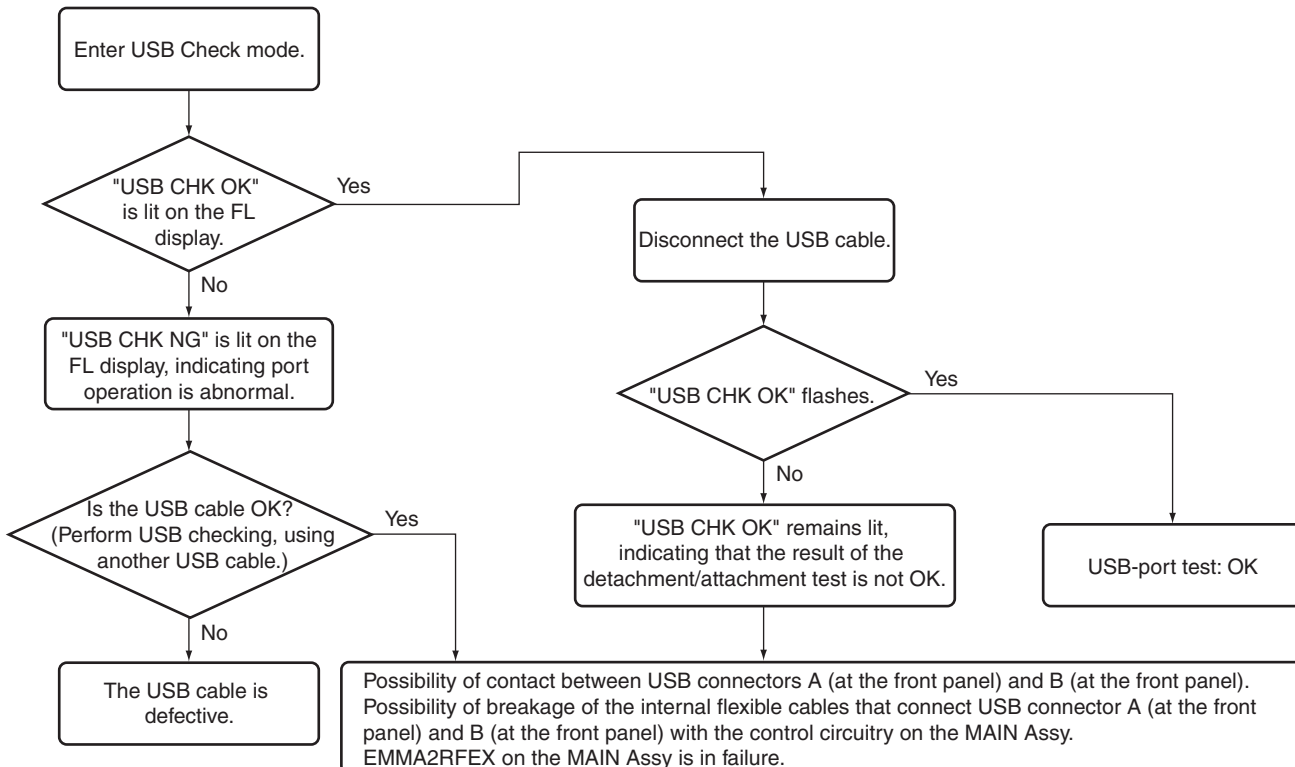 Enter USB Check mode.
"USB CHK OK"
is lit on the FL
display.
Yes
No
"USB CHK NG" is lit on the
FL display, indicating port
operation is abnormal.
Is the USB cable OK?
(Perform USB checking, using
another USB cable.)
Yes
No
The USB cable is
defective.
Disconnect the USB cable.
"USB CHK OK" flashes.
Yes
No
"USB CHK OK" remains lit,
indicating that the result of the
detachment/attachment test is not OK.
USB-port test: OK
Possibility of contact between USB connectors A (at the front panel) and B (at the front panel).
Possibility of breakage of the internal flexible cables that connect USB connector A (at the front
panel) and B (at the front panel) with the control circuitry on the MAIN Assy.
EMMA2RFEX on the MAIN Assy is in failure.